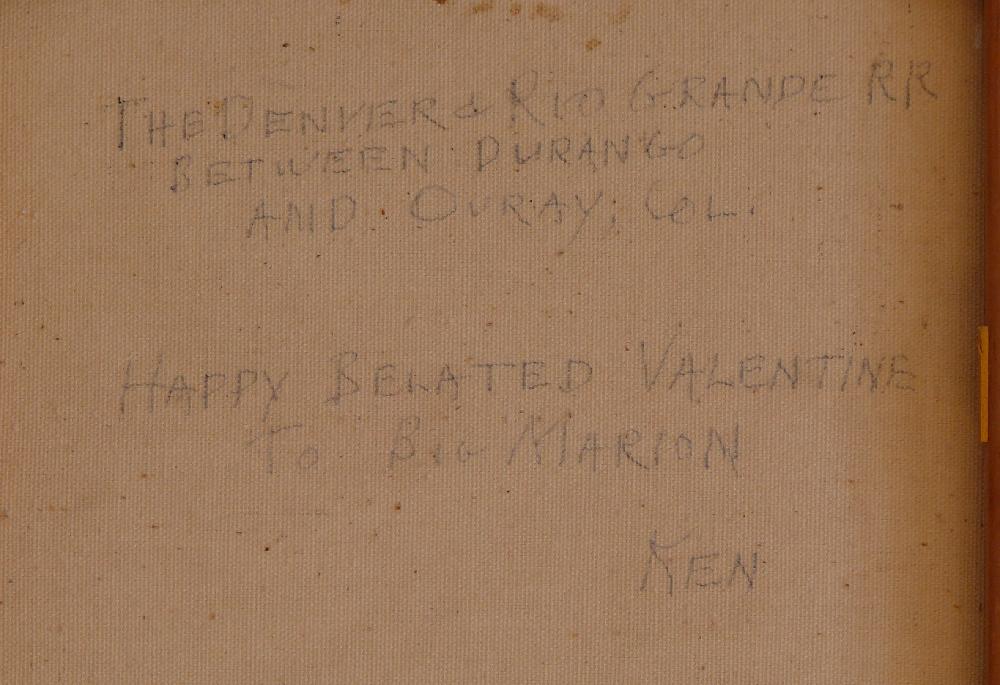 THE DENVER & RIO GRANDE RR
BETWEEN DURANGO
AND OURAY, COL.
HAPPY BELATED VALENTINE
TO BIG MARION
KEN